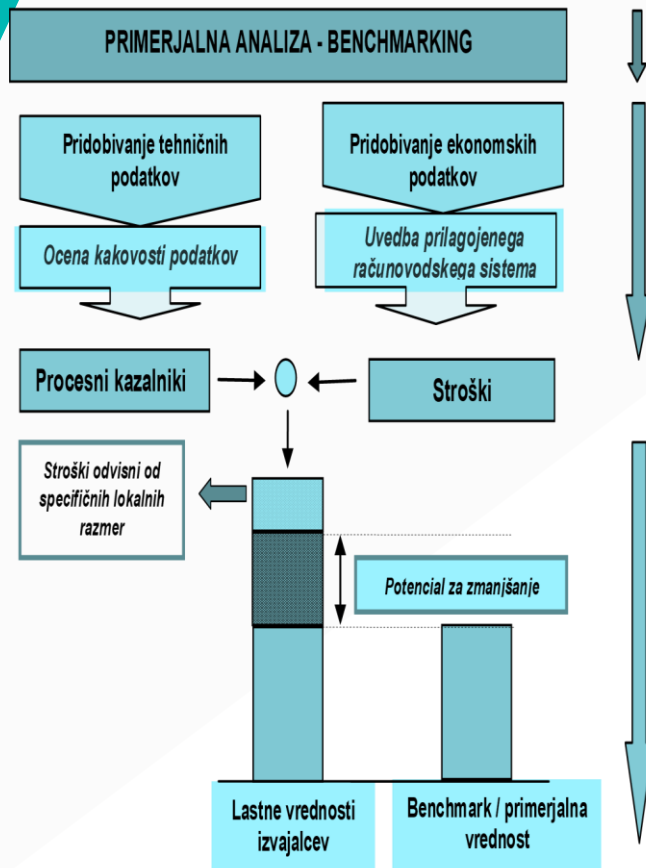 PRIMERJALNA ANALIZA - BENCHMARKING
Pridobivanje tehničnih
podatkov
Pridobivanje ekonomskih
podatkov
Ocena kakovosti podatkov
Uvedba prilagojenega
računovodskega sistema
Procesni kazalniki
Stroški
Stroški odvisni od
specifičnih lokalnih
razmer
Potencial za zmanjšanje
Lastne vrednosti
izvajalcev
Benchmark / primerjalna
vrednost